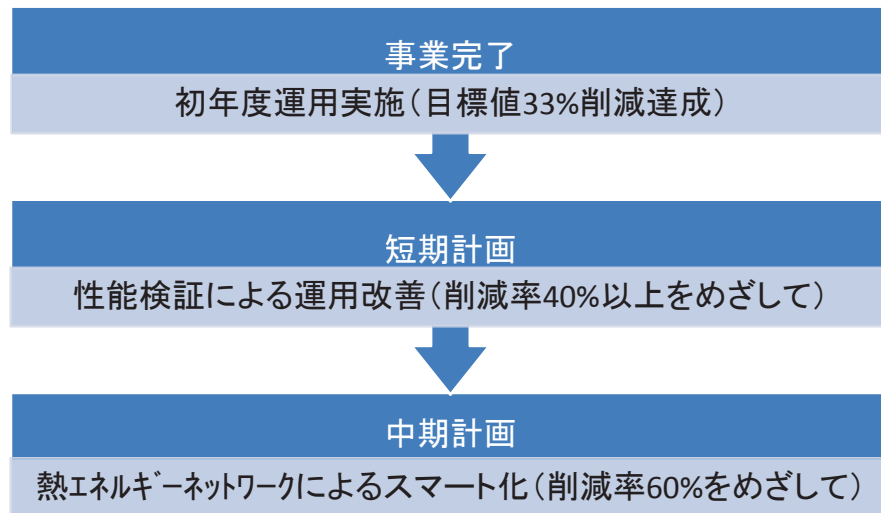 事業完了
初年度運用実施（目標値33%削減達成）
短期計画
性能検証による運用改善（削減率40%以上をめざして）
中期計画
熱ｴﾈﾙｷﾞｰﾈｯﾄﾜｰｸによるスマート化（削減率60%をめざして）